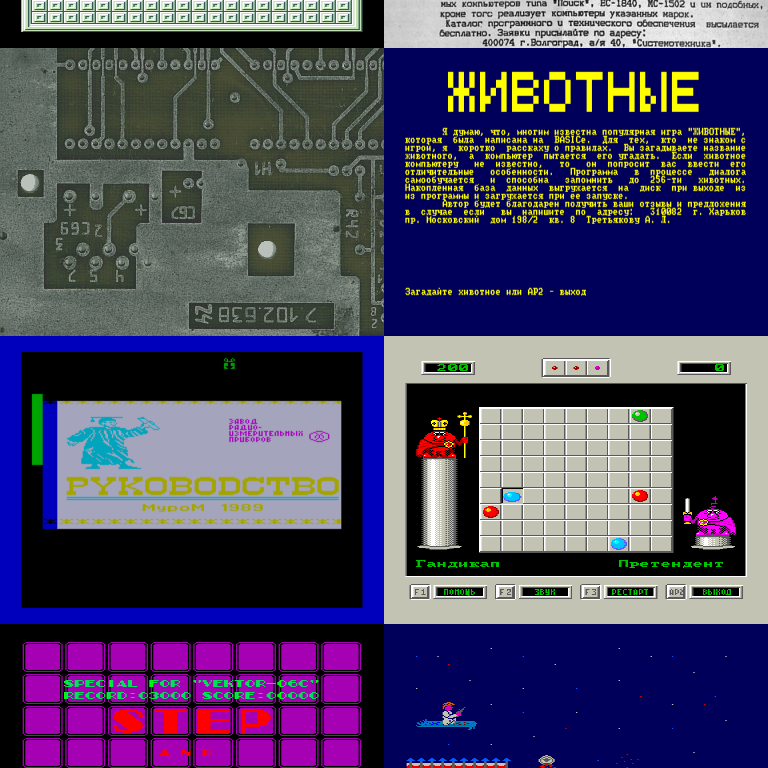 ных компьютеров типа "Поиск", ЕС-1840, МС-1502 и им подобных,
кроме того реализует компьютеры указанных марок.
Каталог программного и технического обеспечения высылается
бесплатно. Заявки присылайте по адресу:
400074 г.Волгоград, а/я 40, "Системотехника".
ЖИВОТНЫЕ
Я думаю, что, многим известна популярная игра "ЖИВОТНЫЕ",
которая была написана на BASICе. Для тех, кто не знаком с
игрой, я коротко расскажу о правилах. Вы загадываете название
животного, а компьютер пытается его угадать. Если животное
компьютеру не известно, то он попросит вас ввести его
отличительные особенности. Программа в процессе диалога
самообучается и способна запомнить до 256-ти животных.
Накопленная база данных выгружается на диск при выходе из
из программы и загружается при ее запуске.
Автор будет благодарен получить ваши отзывы и предложения
в случае если вы напишите по адресу: 310082 г. Харьков
пр. Московский дом 198/2 кв. 8 Третьякову А. Л.
Загадайте животное или АР2 - выход
C69
C67
R42
7.102.638
ЗАВОД
РАДИО-
ИЗМЕРИТЕЛЬНЫХ
ПРИБОРОВ
РУКОВОДСТВО
МуроМ 1989
200
0
Гандикап
Претендент
F1 ПОМОЩЬ F2 ЗВУК F3 РЕСТАРТ АР2 ВЫХОД
SPECIAL FOR "VEKTOR-06C"
RECORD:03000 SCORE:00000
STEP